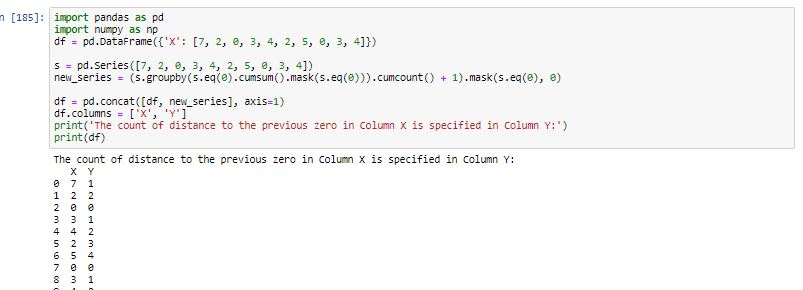 n [185]: import pandas as pd
import numpy as np
df = pd.DataFrame({'X': [7, 2, 0, 3, 4, 2, 5, 0, 3, 4]})
s = pd.Series([7, 2, 0, 3, 4, 2, 5, 0, 3, 4])
new_series = (s.groupby(s.eq(0).cumsum().mask(s.eq(0))).cumcount() + 1).mask(s.eq(0), 0)
df = pd.concat([df, new_series], axis=1)
df.columns = ['X', 'Y']
print('The count of distance to the previous zero in Column X is specified in Column Y:')
print(df)
The count of distance to the previous zero in Column X is specified in Column Y:
X Y
0 7 1
1 2 2
2 0 0
3 3 1
4 4 2
5 2 3
6 5 4
7 0 0
8 3 1